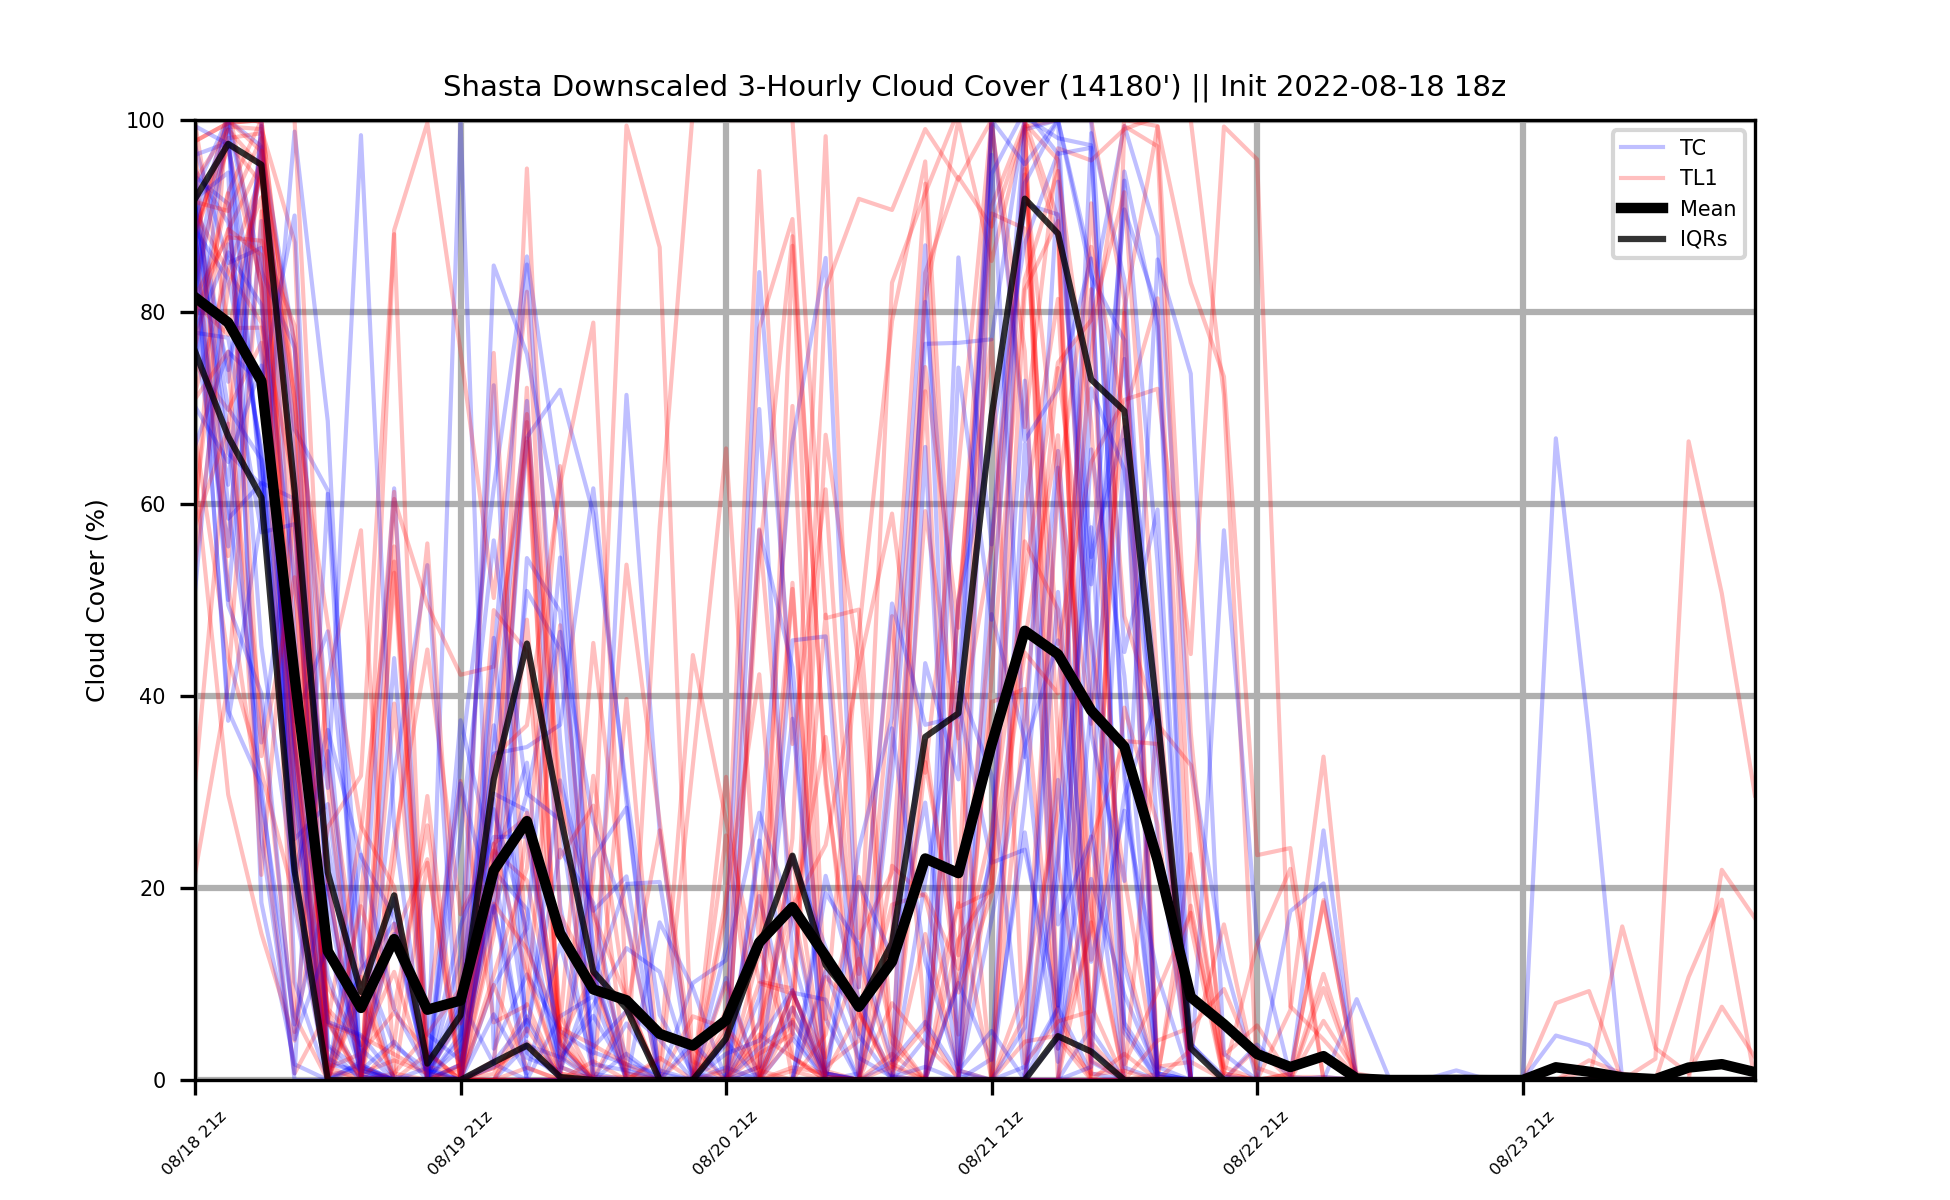 Shasta Downscaled 3-Hourly Cloud Cover (14180') || Init 2022-08-18 18z
Cloud Cover (%)
100
80
60
40
20
0
TC
TL1
Mean
IQRs
08/18 21z
08/19 21z
08/20 21z
08/21 21z
08/22 21z
08/23 21z